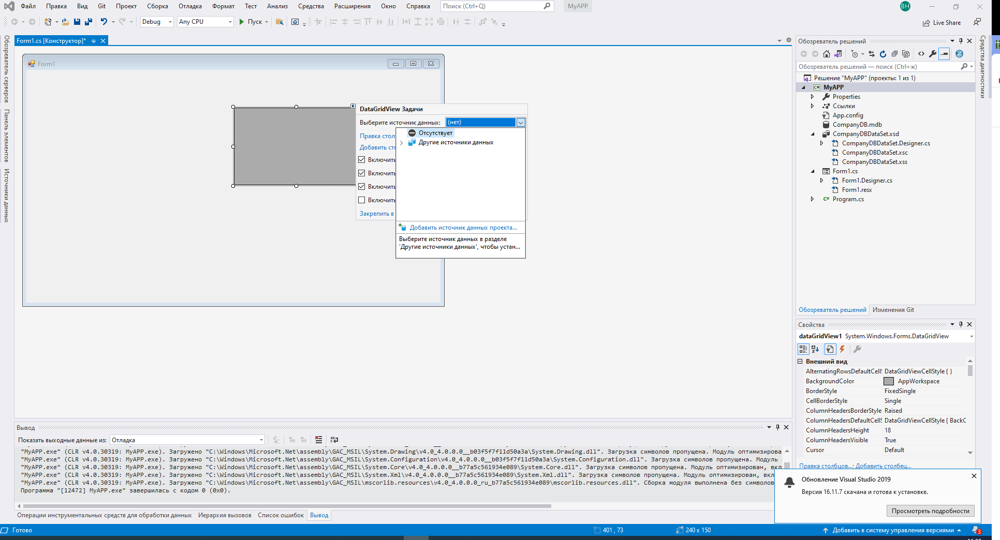 Файл Правка Вид Git Проект Сборка Отладка Формат Тест Анализ Средства Расширения Окно Справка Поиск (Ctrl+Q) MyAPP ВН
Debug Any CPU Пуск Live Share
Обозреватель серверов
Панель элементов
Источники данных
Form1.cs [Конструктор]*
Form1
DataGridView Задачи
Выберите источник данных: (нет)
Правка стол
Добавить сто
Включить
Включить
Включить
Включить
Закрепить в
Отсутствует
Другие источники данных
Добавить источник данных проекта...
Выберите источник данных в разделе
'Другие источники данных', чтобы устан...
Обозреватель решений
Обозреватель решений — поиск (Ctrl+ж)
Решение "MyAPP" (проекты: 1 из 1)
C# MyAPP
Properties
Ссылки
App.config
CompanyDB.mdb
CompanyDBDataSet.xsd
CompanyDBDataSet.Designer.cs
CompanyDBDataSet.xsc
CompanyDBDataSet.xss
Form1.cs
Form1.Designer.cs
Form1.resx
C# Program.cs
Обозреватель решений Изменения Git
Средства диагностики
Свойства
dataGridView1 System.Windows.Forms.DataGridView
Внешний вид
AlternatingRowsDefaultCellS DataGridViewCellStyle { }
BackgroundColor AppWorkspace
BorderStyle FixedSingle
CellBorderStyle Single
ColumnHeadersBorderStyle Raised
ColumnHeadersDefaultCellS DataGridViewCellStyle { BackC
ColumnHeadersHeight 18
ColumnHeadersVisible True
Cursor Default
Правка столбцов...; Добавить столбец...
Вывод
Показать выходные данные из: Отладка
"MyAPP.exe" (CLR v4.0.30319: MyAPP.exe). Загружено "C:\Windows\Microsoft.Net\assembly\GAC_MSIL\System.Drawing\v4.0_4.0.0.0__b03f5f7f11d50a3a\System.Drawing.dll". Загрузка символов пропущена. Модуль оптимизирова
"MyAPP.exe" (CLR v4.0.30319: MyAPP.exe). Загружено "C:\Windows\Microsoft.Net\assembly\GAC_MSIL\System.Configuration\v4.0_4.0.0.0__b03f5f7f11d50a3a\System.Configuration.dll". Загрузка символов пропущена. Модуль
"MyAPP.exe" (CLR v4.0.30319: MyAPP.exe). Загружено "C:\Windows\Microsoft.Net\assembly\GAC_MSIL\System.Core\v4.0_4.0.0.0__b77a5c561934e089\System.Core.dll". Загрузка символов пропущена. Модуль оптимизирован, вкл
"MyAPP.exe" (CLR v4.0.30319: MyAPP.exe). Загружено "C:\Windows\Microsoft.Net\assembly\GAC_MSIL\System.Xml\v4.0_4.0.0.0__b77a5c561934e089\System.Xml.dll". Загрузка символов пропущена. Модуль оптимизирован, вкл
"MyAPP.exe" (CLR v4.0.30319: MyAPP.exe). Загружено "C:\Windows\Microsoft.Net\assembly\GAC_MSIL\mscorlib.resources\v4.0_4.0.0.0_ru_b77a5c561934e089\mscorlib.resources.dll". Сборка модуля выполнена без символов
Программа "[12472] MyAPP.exe" завершилась с кодом 0 (0x0).
Операции инструментальных средств для обработки данных Иерархия вызовов Список ошибок Вывод
Обновление Visual Studio 2019
Версия 16.11.7 скачана и готова к установке.
Просмотреть подробности
Готово 401 , 73 240 x 150 Добавить в систему управления версиями 3